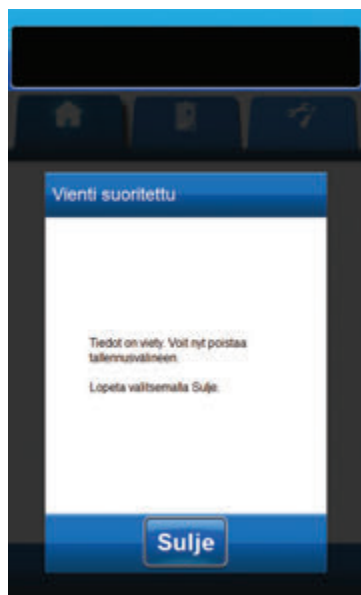 Vienti suoritettu
Tiedot on viety. Voit nyt poistaa
tallennusvälineen.
Lopeta valitsemalla Sulje.
Sulje